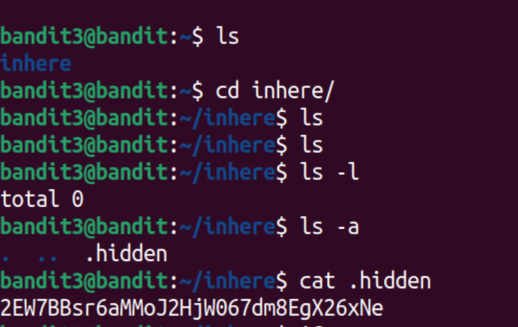 bandit3@bandit:~$ ls
inhere
bandit3@bandit:~$ cd inhere/
bandit3@bandit:~/inhere$ ls
bandit3@bandit:~/inhere$ ls
bandit3@bandit:~/inhere$ ls -l
total 0
bandit3@bandit:~/inhere$ ls -a
.  ..  .hidden
bandit3@bandit:~/inhere$ cat .hidden
2EW7BBsr6aMMoJ2HjW067dm8EgX26xNe